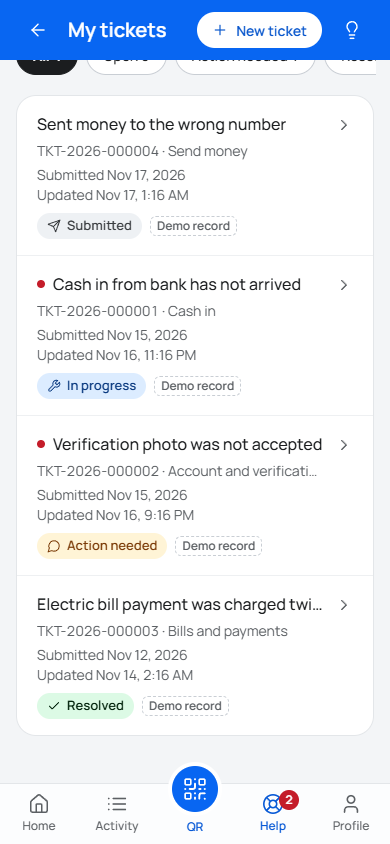 My tickets
New ticket
Sent money to the wrong number
TKT-2026-000004 · Send money
Submitted Nov 17, 2026
Updated Nov 17, 1:16 AM
Submitted
Demo record
Cash in from bank has not arrived
TKT-2026-000001 · Cash in
Submitted Nov 15, 2026
Updated Nov 16, 11:16 PM
In progress
Demo record
Verification photo was not accepted
TKT-2026-000002 · Account and verificati...
Submitted Nov 15, 2026
Updated Nov 16, 9:16 PM
Action needed
Demo record
Electric bill payment was charged twi...
TKT-2026-000003 · Bills and payments
Submitted Nov 12, 2026
Updated Nov 14, 2:16 AM
Resolved
Demo record
2
Home
Activity
QR
Help
Profile